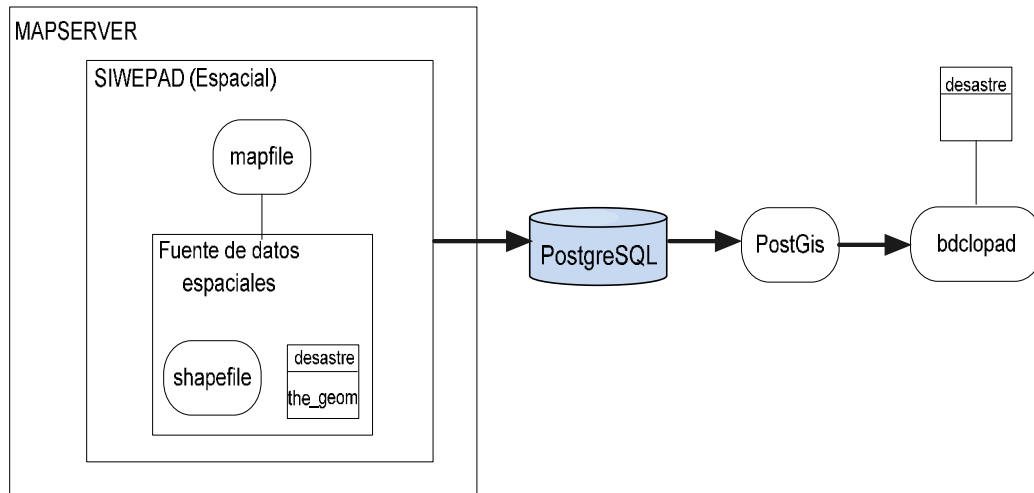 MAPSERVER
SIWEPAD (Espacial)
mapfile
Fuente de datos
espaciales
shapefile
desastre
the_geom
PostgreSQL
PostGis
desastre
bdclopad